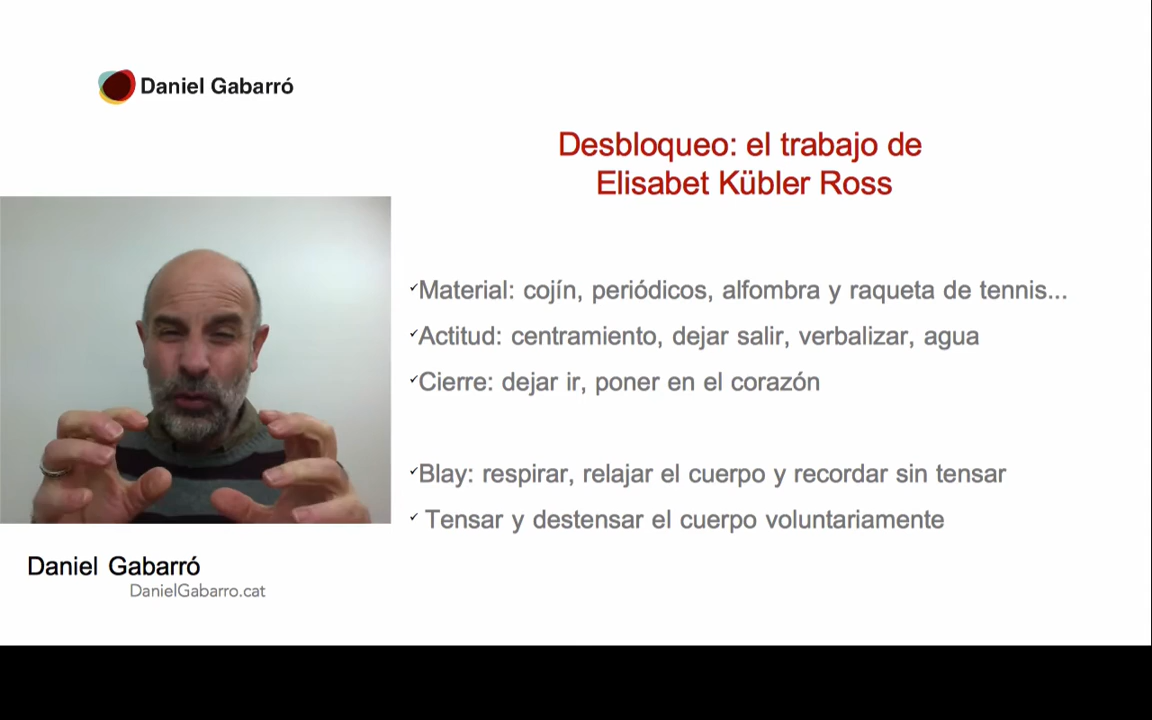 Daniel Gabarró
Desbloqueo: el trabajo de
Elisabet Kübler Ross
✓Material: cojín, periódicos, alfombra y raqueta de tennis...
✓Actitud: centramiento, dejar salir, verbalizar, agua
✓Cierre: dejar ir, poner en el corazón
✓Blay: respirar, relajar el cuerpo y recordar sin tensar
✓ Tensar y destensar el cuerpo voluntariamente
Daniel Gabarró
DanielGabarro.cat